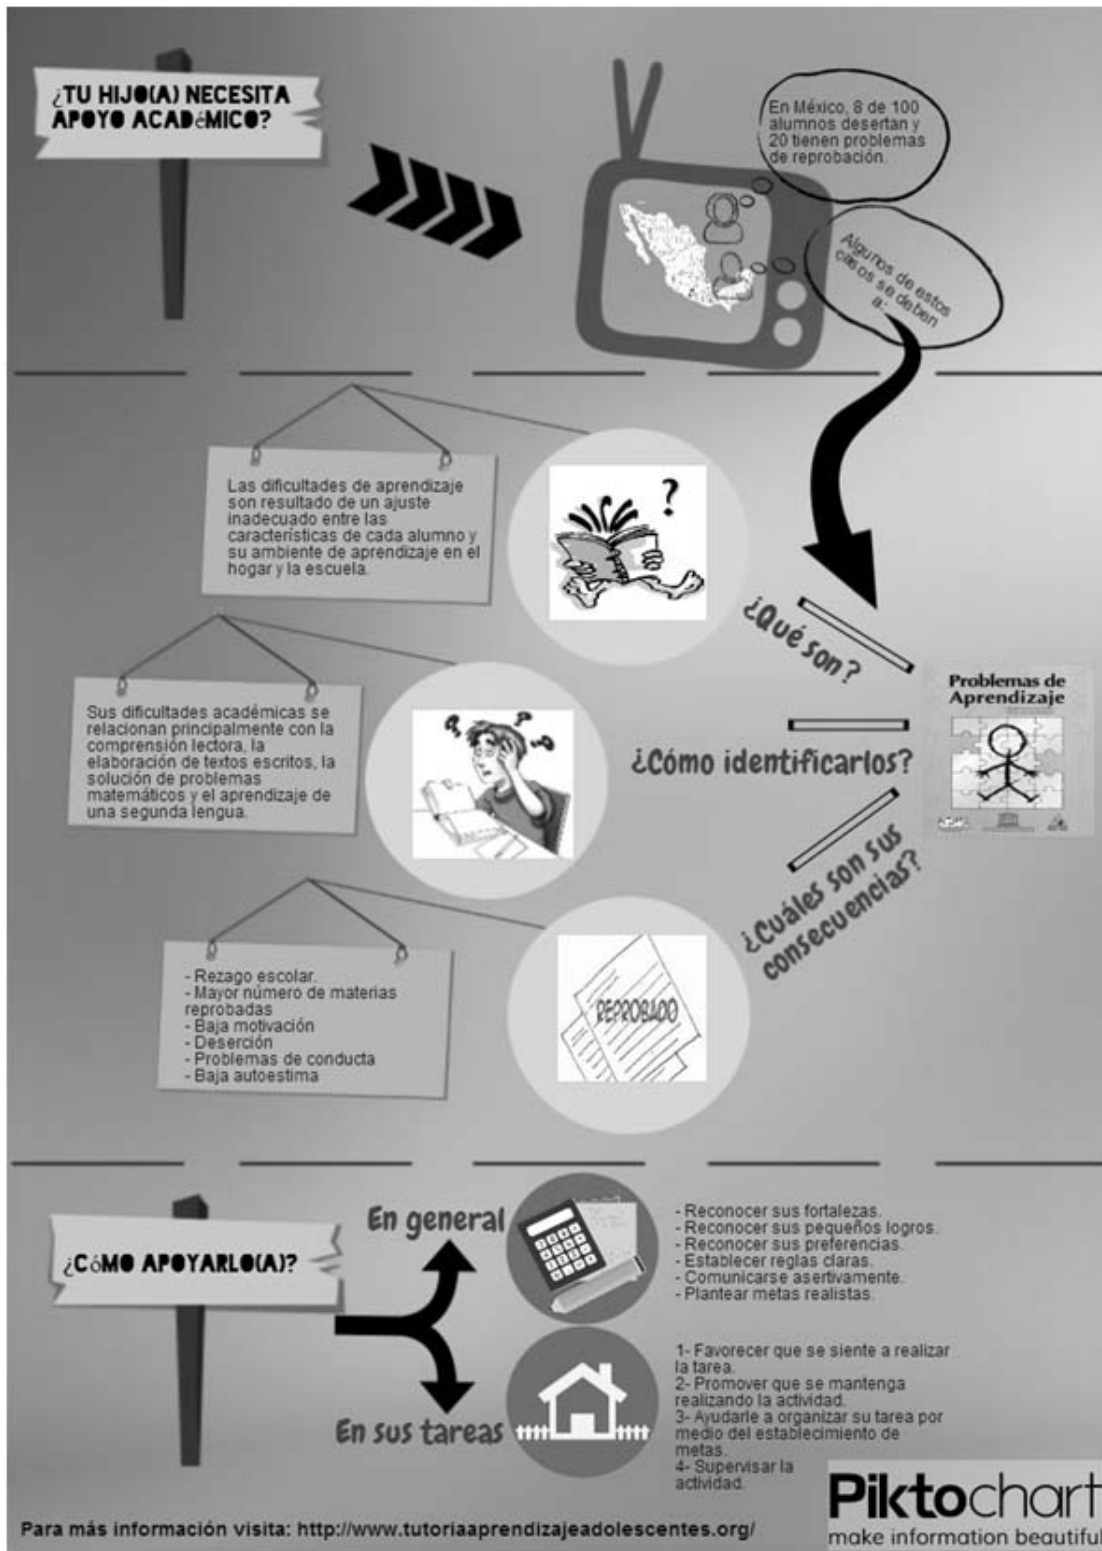 ¿TU HIJO(A) NECESITA
APOYO ACADéMICO?
En México, 8 de 100
alumnos desertan y
20 tienen problemas
de reprobación.
Algunos de estos
casos se deben
a:
Las dificultades de aprendizaje
son resultado de un ajuste
inadecuado entre las
características de cada alumno y
su ambiente de aprendizaje en el
hogar y la escuela.
?
¿Qué son?
Problemas de
Aprendizaje
Sus dificultades académicas se
relacionan principalmente con la
comprensión lectora, la
elaboración de textos escritos, la
solución de problemas
matemáticos y el aprendizaje de
una segunda lengua.
¿Cómo identificarlos?
¿Cuáles son sus
consecuencias?
- Rezago escolar.
- Mayor número de materias
reprobadas
- Baja motivación
- Deserción
- Problemas de conducta
- Baja autoestima
REPROBADO
¿CóMO APOYARLO(A)?
En general
- Reconocer sus fortalezas.
- Reconocer sus pequeños logros.
- Reconocer sus preferencias.
- Establecer reglas claras.
- Comunicarse asertivamente.
- Plantear metas realistas.
En sus tareas
1- Favorecer que se siente a realizar
la tarea.
2- Promover que se mantenga
realizando la actividad.
3- Ayudarle a organizar su tarea por
medio del establecimiento de
metas.
4- Supervisar la
actividad.
Para más información visita: http://www.tutoriaaprendizajeadolescentes.org/
Piktochart
make information beautiful